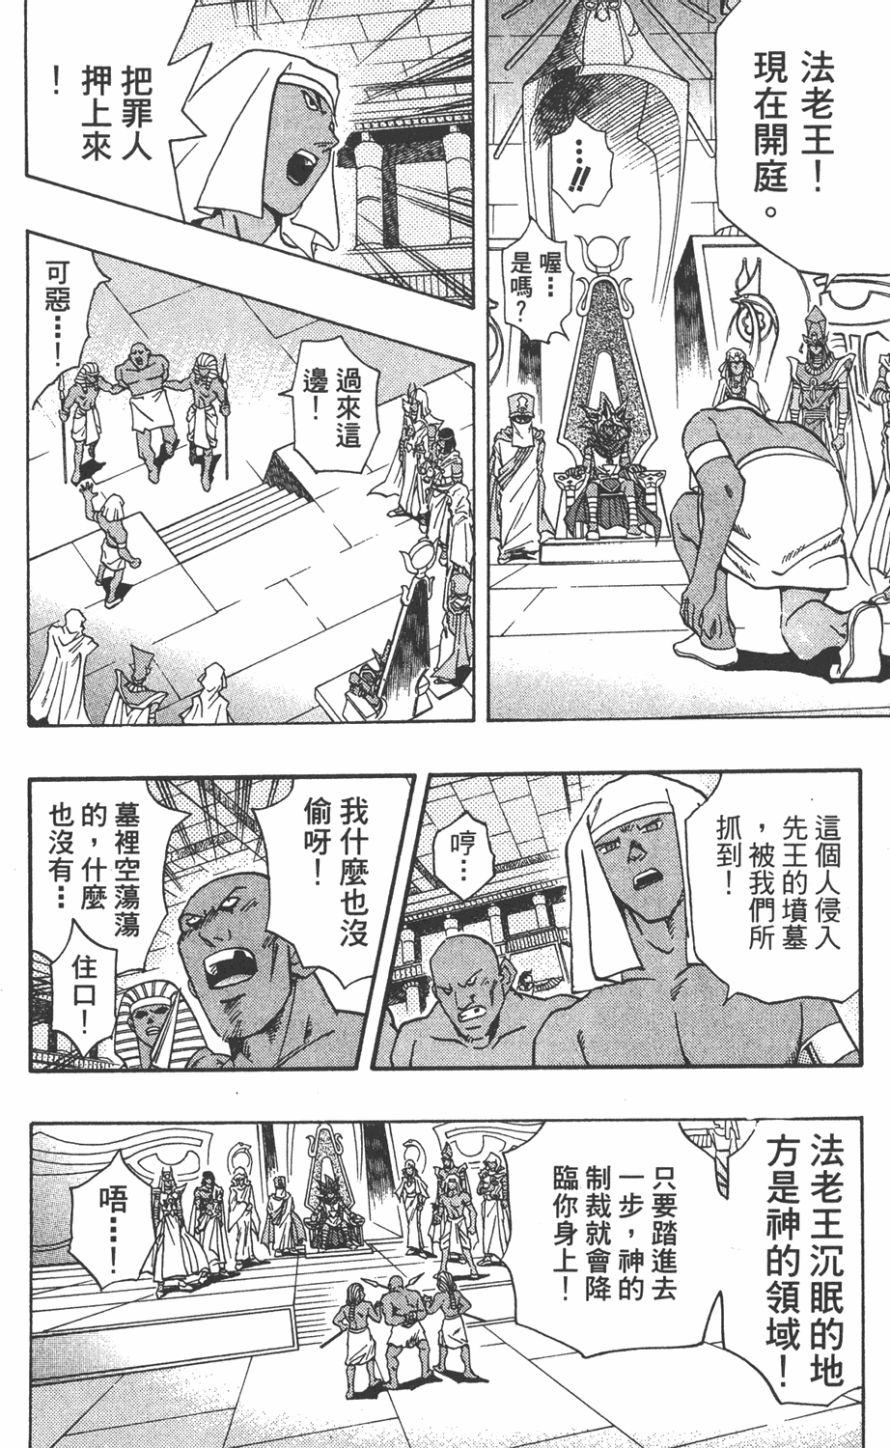 法老王！
現在開庭。
…!!
喔…
是嗎？
把罪人
押上來
！
過來這
邊！
可惡…！
這個人侵入
先王的墳墓
，被我們所
抓到！
哼…
我什麼也沒
偷呀！
墓裡空蕩蕩
的，什麼
也沒有…
住口！
法老王沉眠的地
方是神的領域！
只要踏進去
一步，神的
制裁就會降
臨你身上！
唔…！